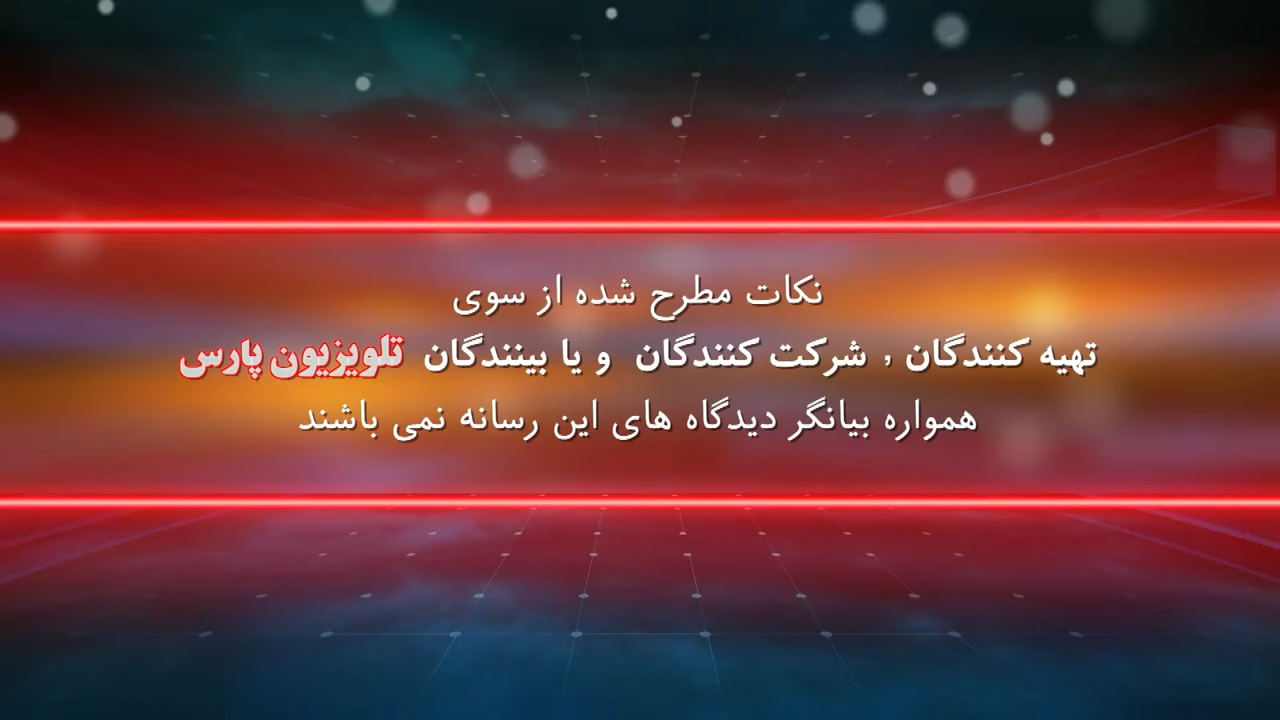 نکات مطرح شده از سوی
تهیه کنندگان , شرکت کنندگان و یا بینندگان تلویزیون پارس
همواره بیانگر دیدگاه های این رسانه نمی باشند